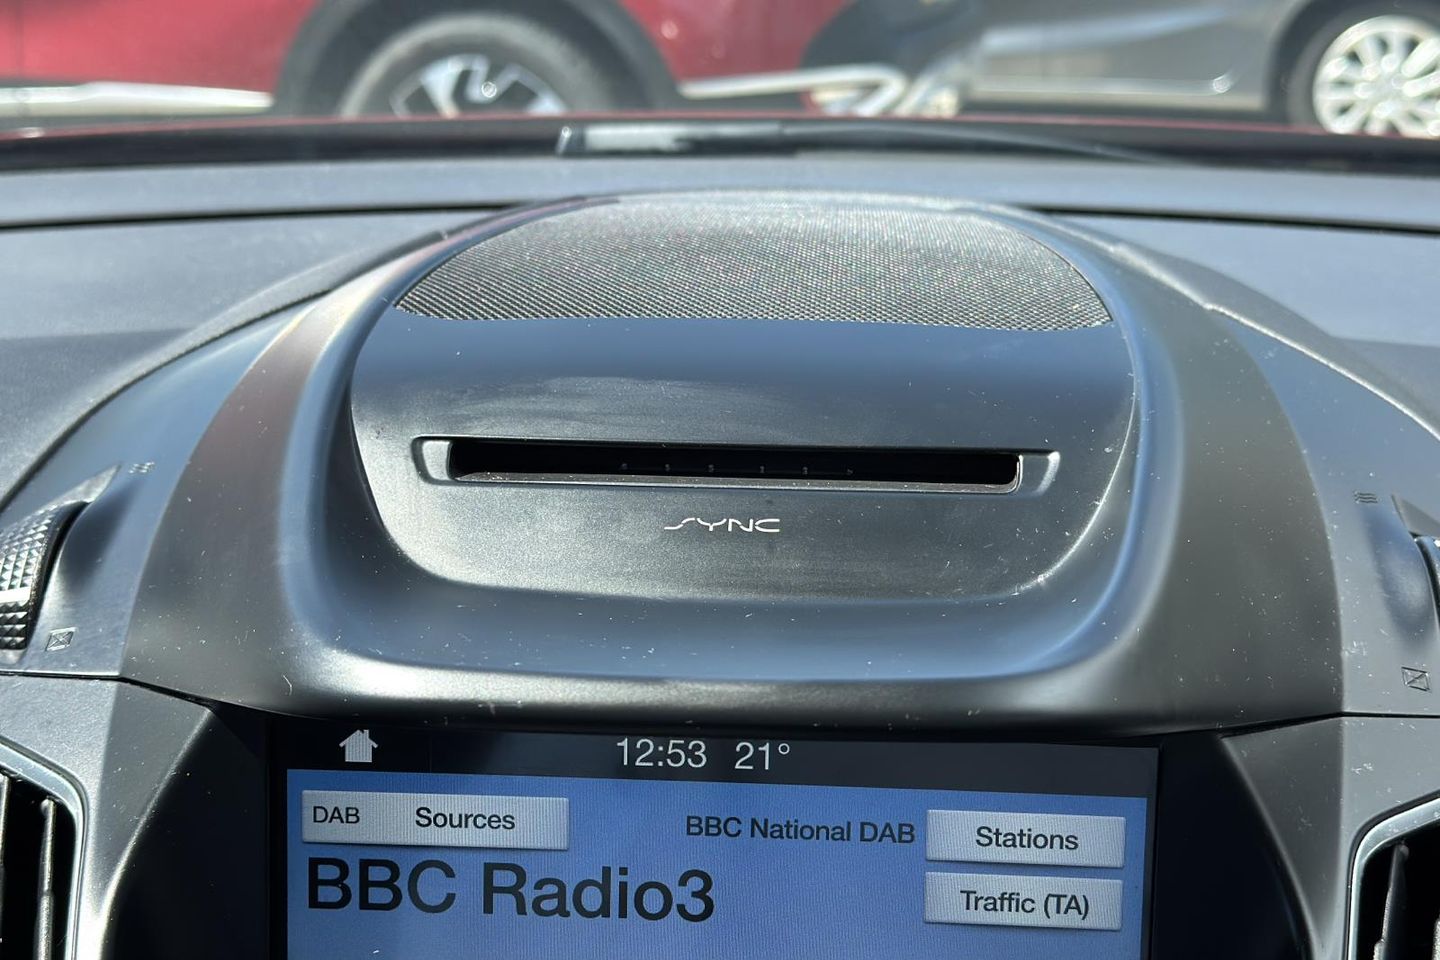 SYNC
12:53 21°
DAB Sources
BBC National DAB
Stations
BBC Radio3
Traffic (TA)